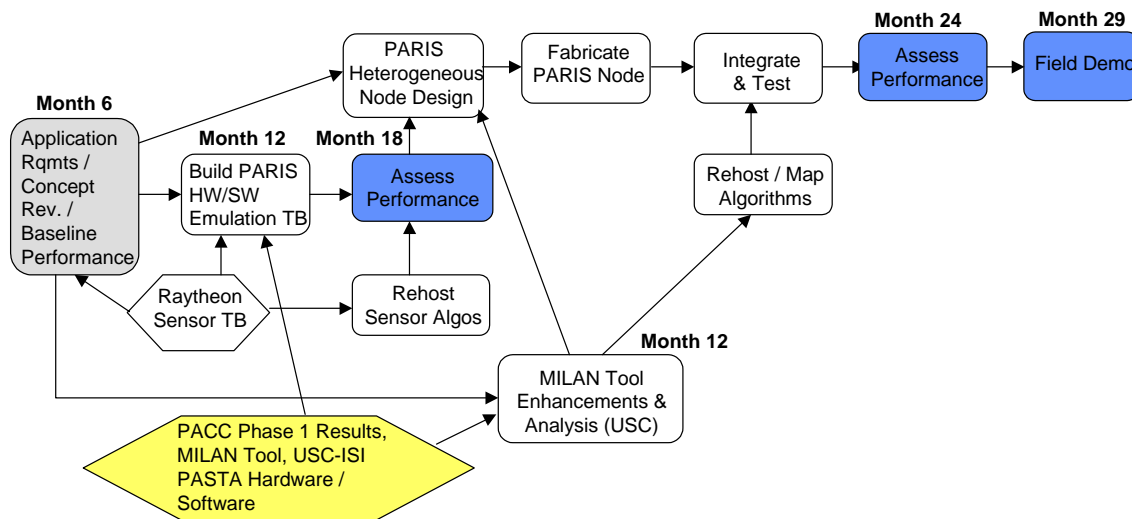 Month 24
Month 29
PARIS
Heterogeneous
Node Design
Fabricate
PARIS Node
Integrate
& Test
Assess
Performance
Field Demo
Month 6
Application
Rqmts /
Concept
Rev. /
Baseline
Performance
Month 12
Build PARIS
HW/SW
Emulation TB
Month 18
Assess
Performance
Rehost / Map
Algorithms
Raytheon
Sensor TB
Rehost
Sensor Algos
Month 12
MILAN Tool
Enhancements &
Analysis (USC)
PACC Phase 1 Results,
MILAN Tool, USC-ISI
PASTA Hardware /
Software